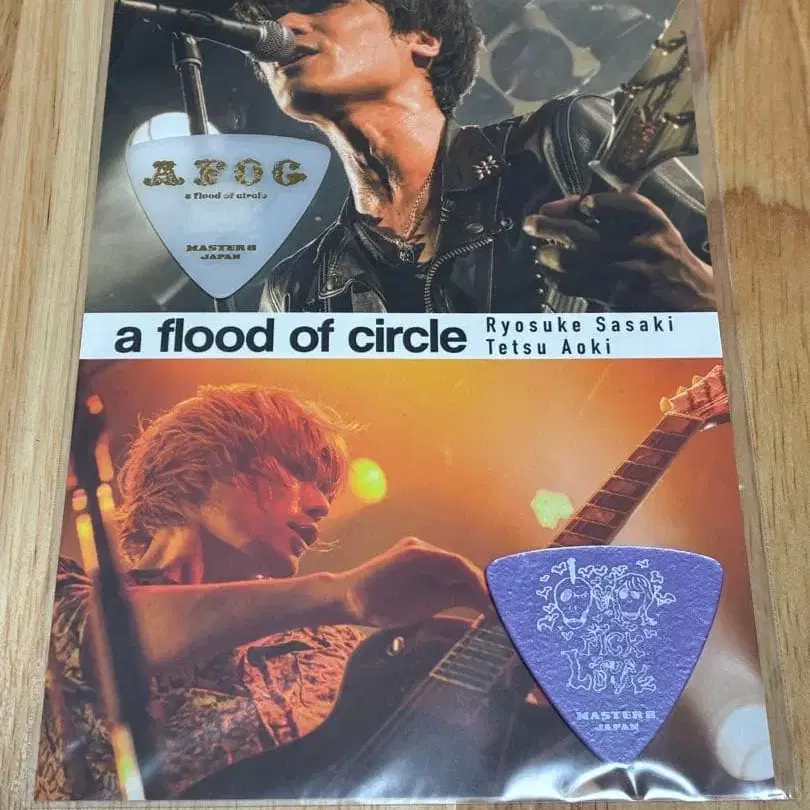 AFOC
a flood of circle
MASTER 8
JAPAN
a flood of circle
Ryosuke Sasaki
Tetsu Aoki
PICK
LOVE
MASTER 8
JAPAN